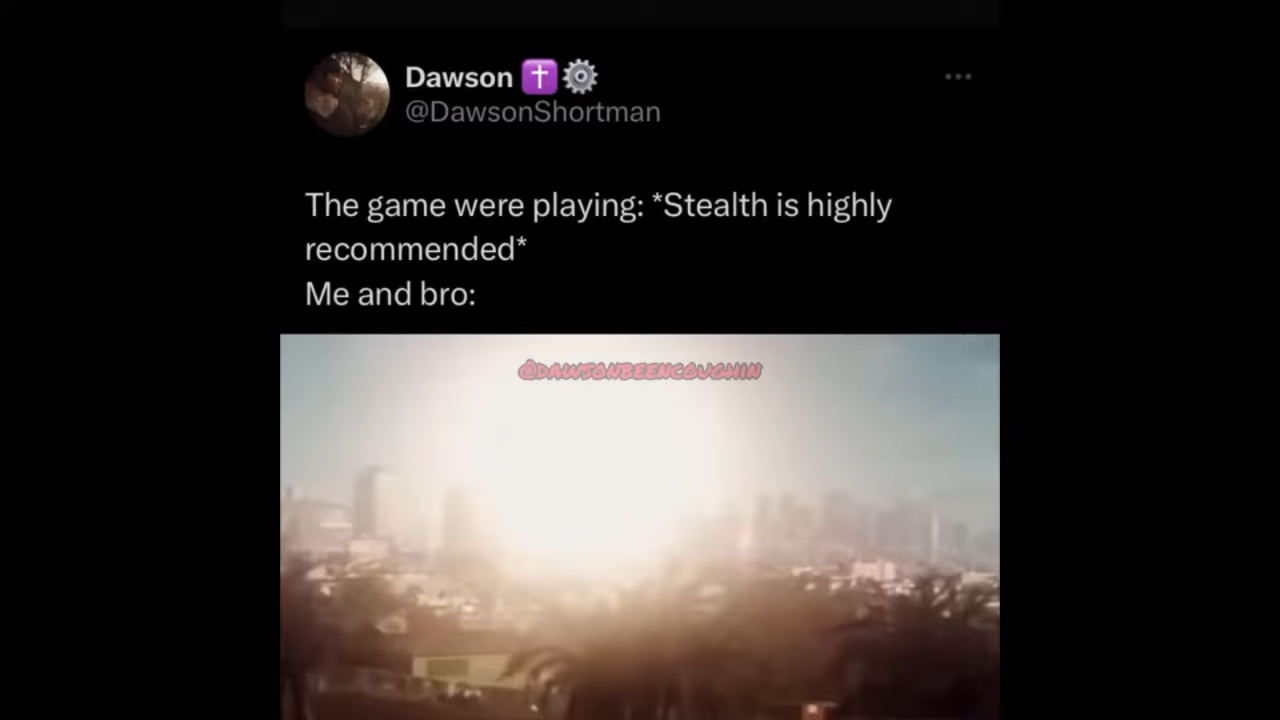 Dawson ✝️⚙️
@DawsonShortman
The game were playing: *Stealth is highly
recommended*
Me and bro:
@DAWSONBEENCOUGHIN